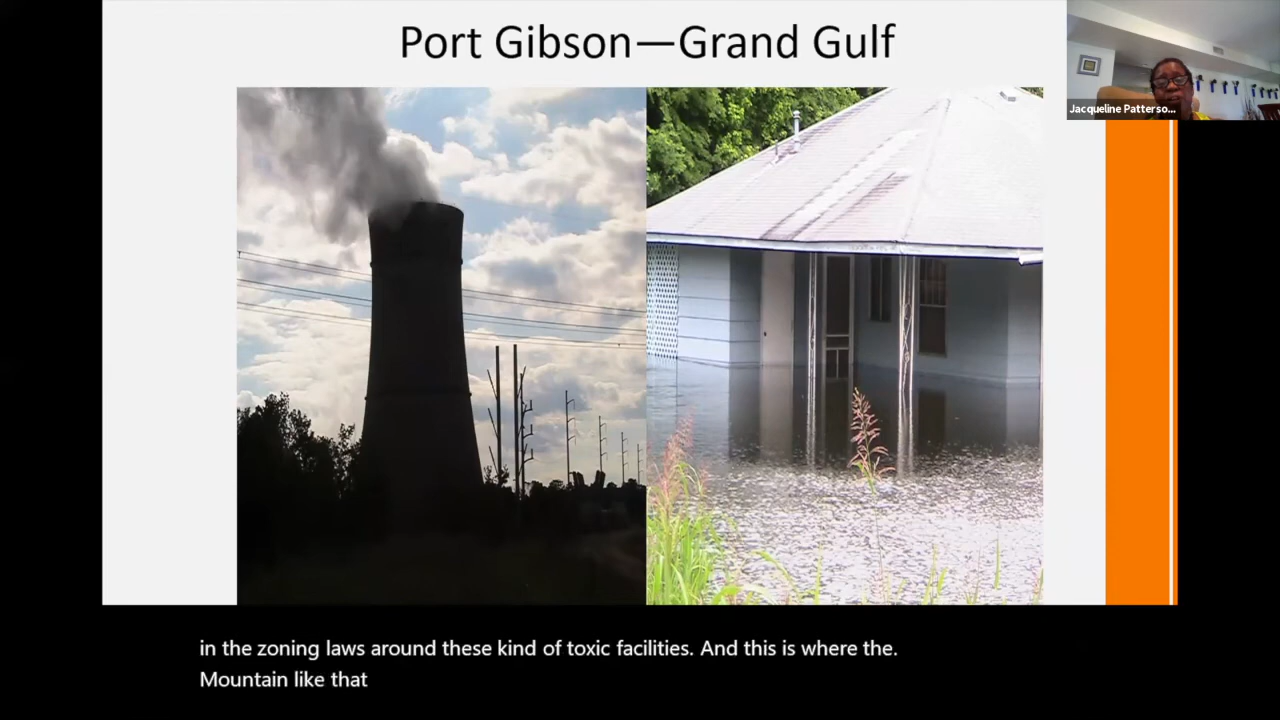 Port Gibson—Grand Gulf
Jacqueline Patterso...
in the zoning laws around these kind of toxic facilities. And this is where the.
Mountain like that